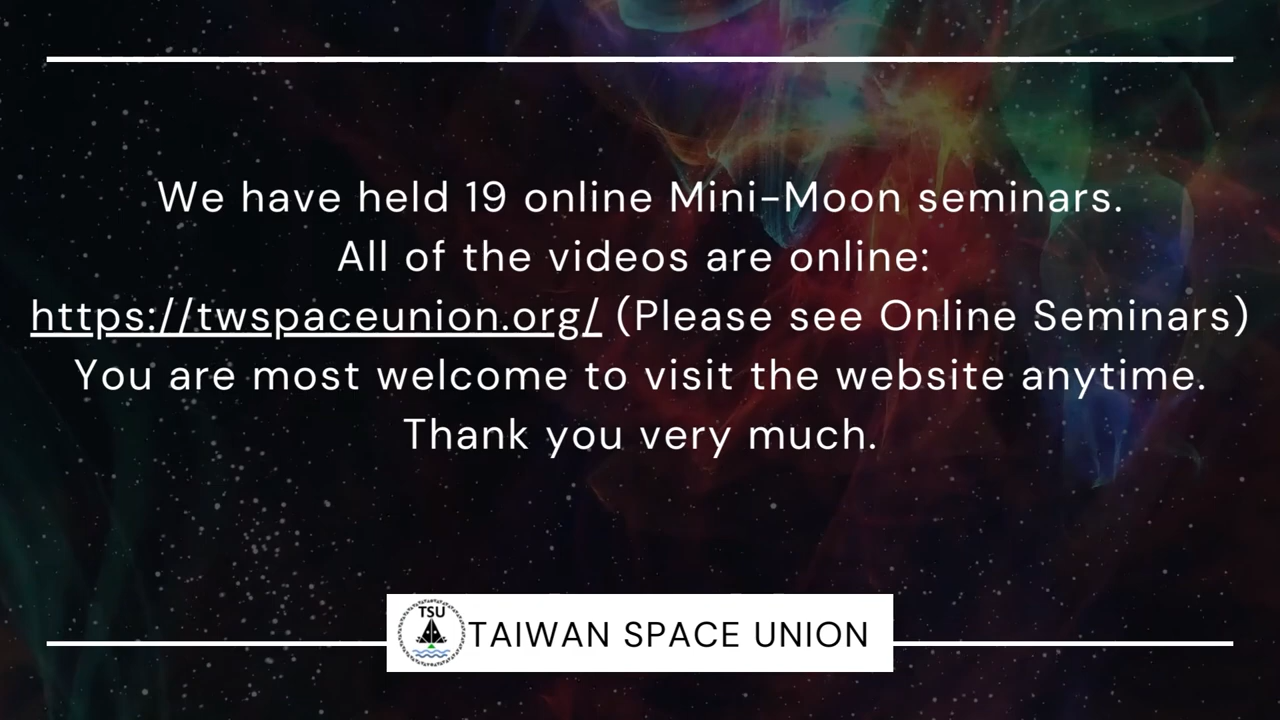 We have held 19 online Mini-Moon seminars.
All of the videos are online:
https://twspaceunion.org/ (Please see Online Seminars)
You are most welcome to visit the website anytime.
Thank you very much.
TSU
TAIWAN SPACE UNION